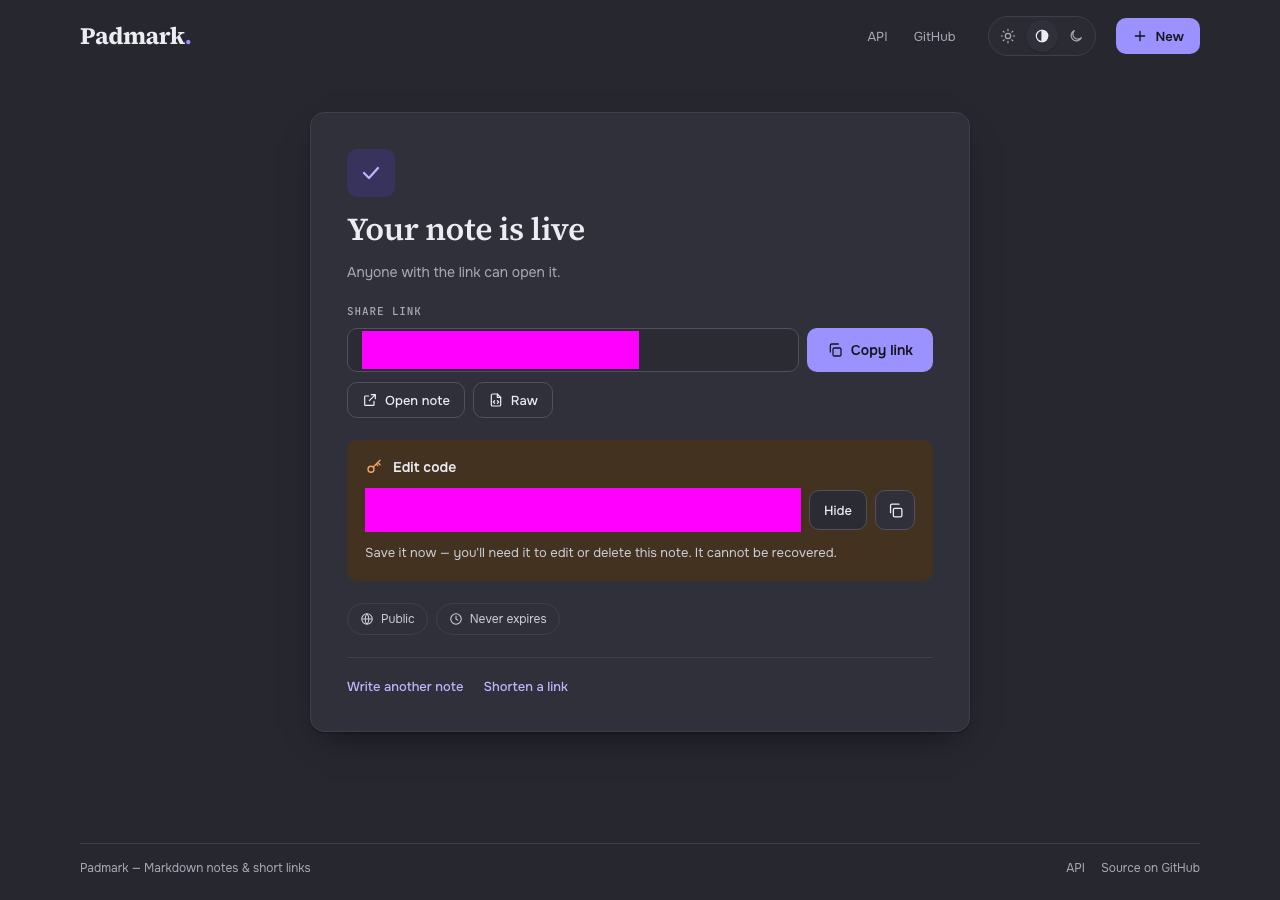 Padmark.
API
GitHub
New
Your note is live
Anyone with the link can open it.
SHARE LINK
Copy link
Open note
Raw
Edit code
Hide
Save it now — you'll need it to edit or delete this note. It cannot be recovered.
Public
Never expires
Write another note
Shorten a link
Padmark — Markdown notes & short links
API
Source on GitHub